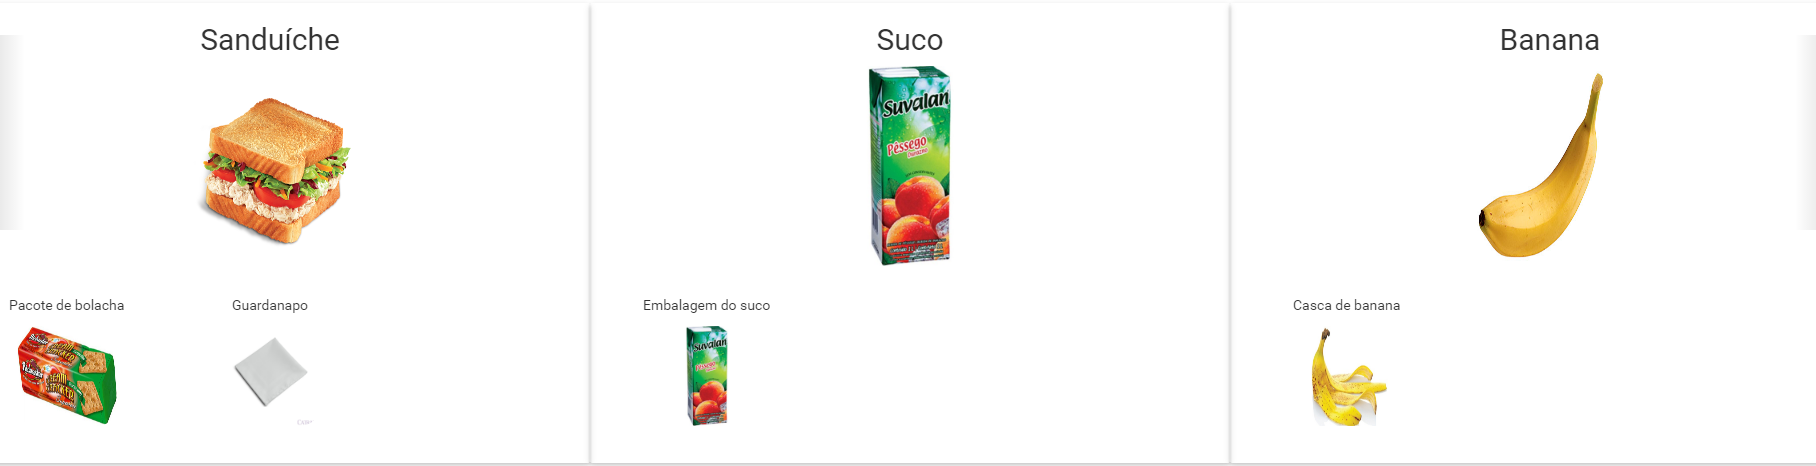 Sanduíche
Suco
Banana
Suvalan
Pêssego
Pacote de bolacha
Guardanapo
Embalagem do suco
Casca de banana
Suvalan